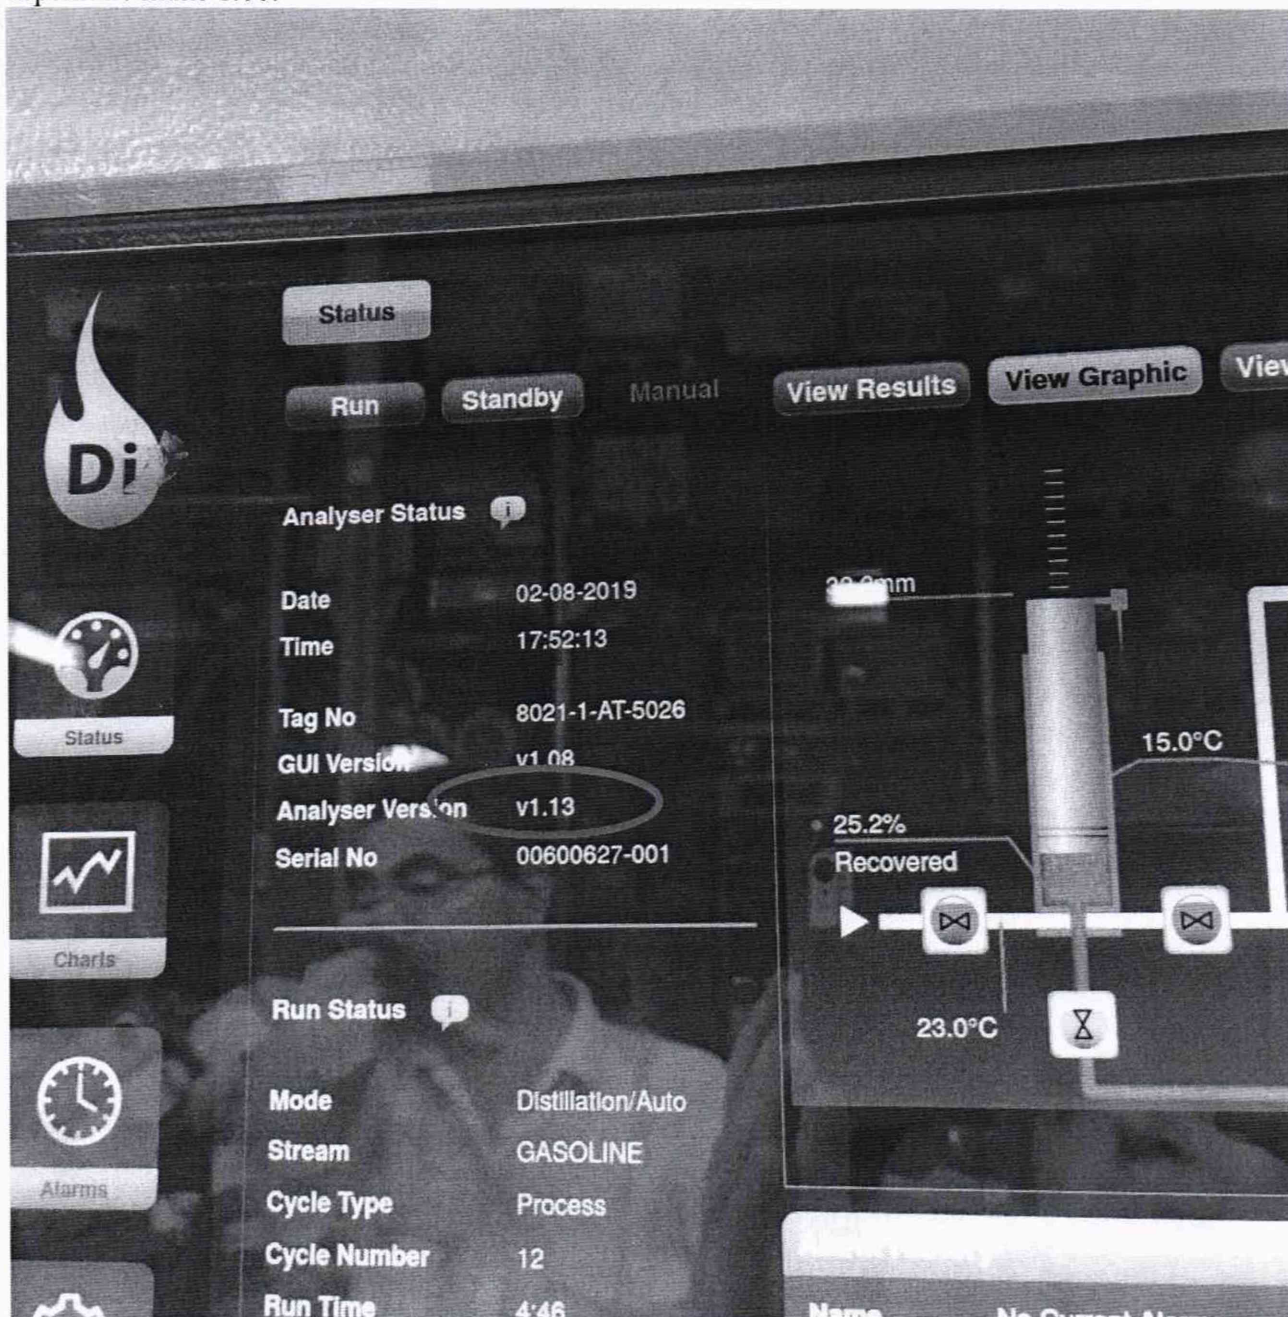 Status
Run Standby Manual View Results View Graphic
Di
Analyser Status i
Date 02-08-2019
Time 17:52:13
Tag No 8021-1-AT-5026
GUI Version v1.08
Analyser Version v1.13
Serial No 00600627-001
Run Status i
Mode Distillation/Auto
Stream GASOLINE
Cycle Type Process
Cycle Number 12
Run Time 4:46
Status
Charts
Alarms
15.0°C
25.2%
Recovered
23.0°C
Name